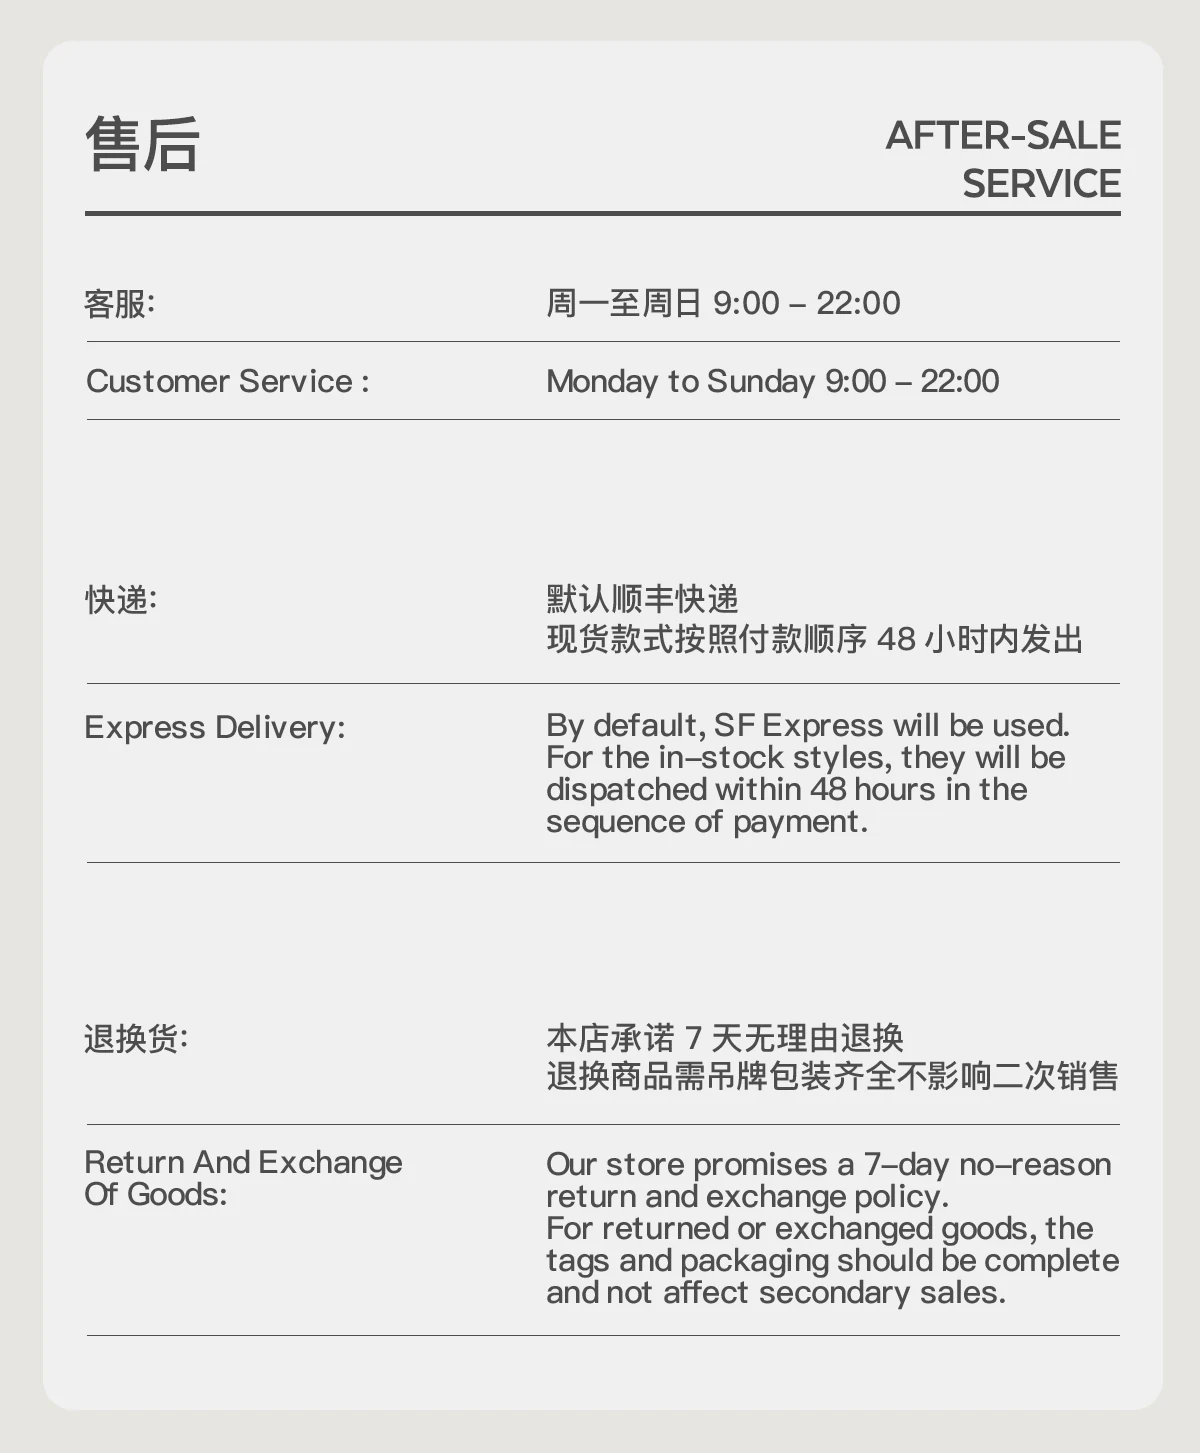 售后
AFTER-SALE
SERVICE
客服:
周一至周日 9:00 – 22:00
Customer Service :
Monday to Sunday 9:00 – 22:00
快递:
默认顺丰快递
现货款式按照付款顺序 48 小时内发出
Express Delivery:
By default, SF Express will be used.
For the in–stock styles, they will be
dispatched within 48 hours in the
sequence of payment.
退换货:
本店承诺 7 天无理由退换
退换商品需吊牌包装齐全不影响二次销售
Return And Exchange
Of Goods:
Our store promises a 7–day no–reason
return and exchange policy.
For returned or exchanged goods, the
tags and packaging should be complete
and not affect secondary sales.